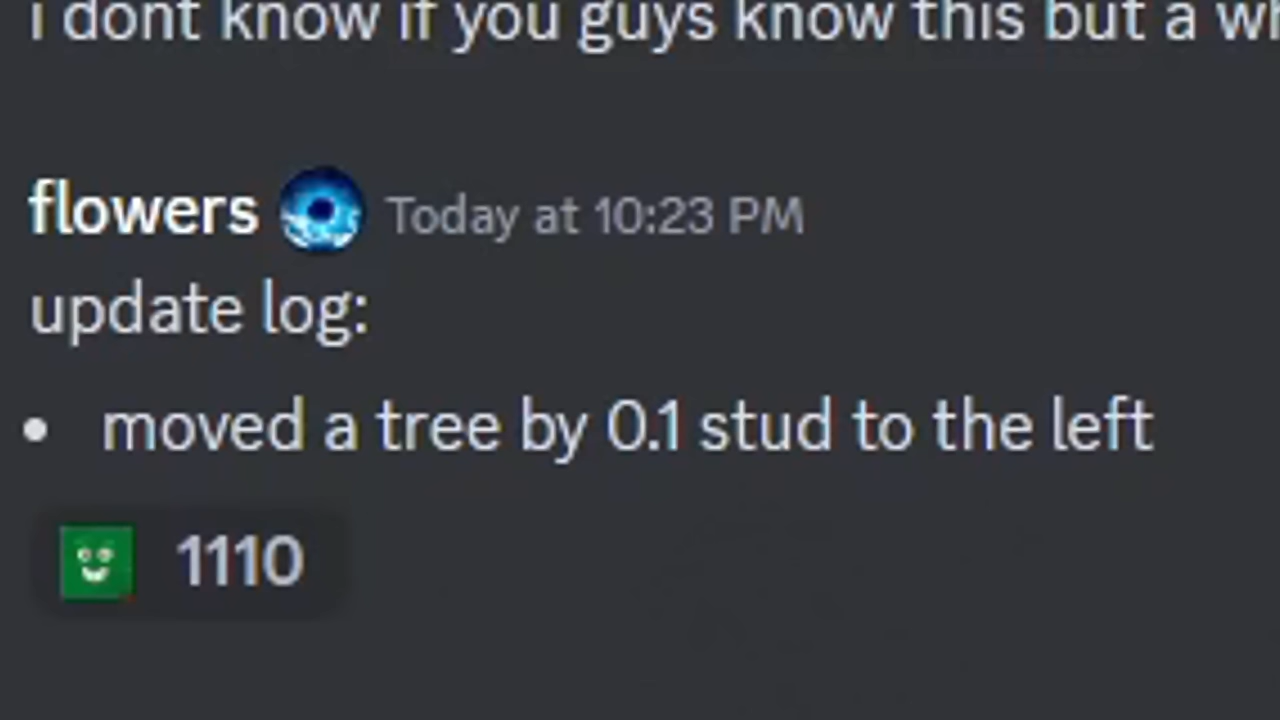 i dont know if you guys know this but a wh
flowers Today at 10:23 PM
update log:
• moved a tree by 0.1 stud to the left
1110